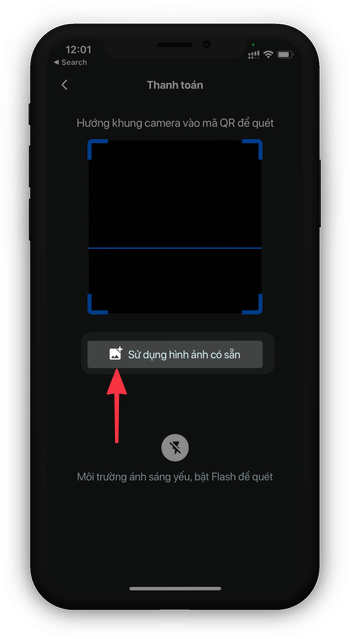 12:01
◀ Search
Thanh toán
Hướng khung camera vào mã QR để quét
Sử dụng hình ảnh có sẵn
Môi trường ánh sáng yếu, bật Flash để quét